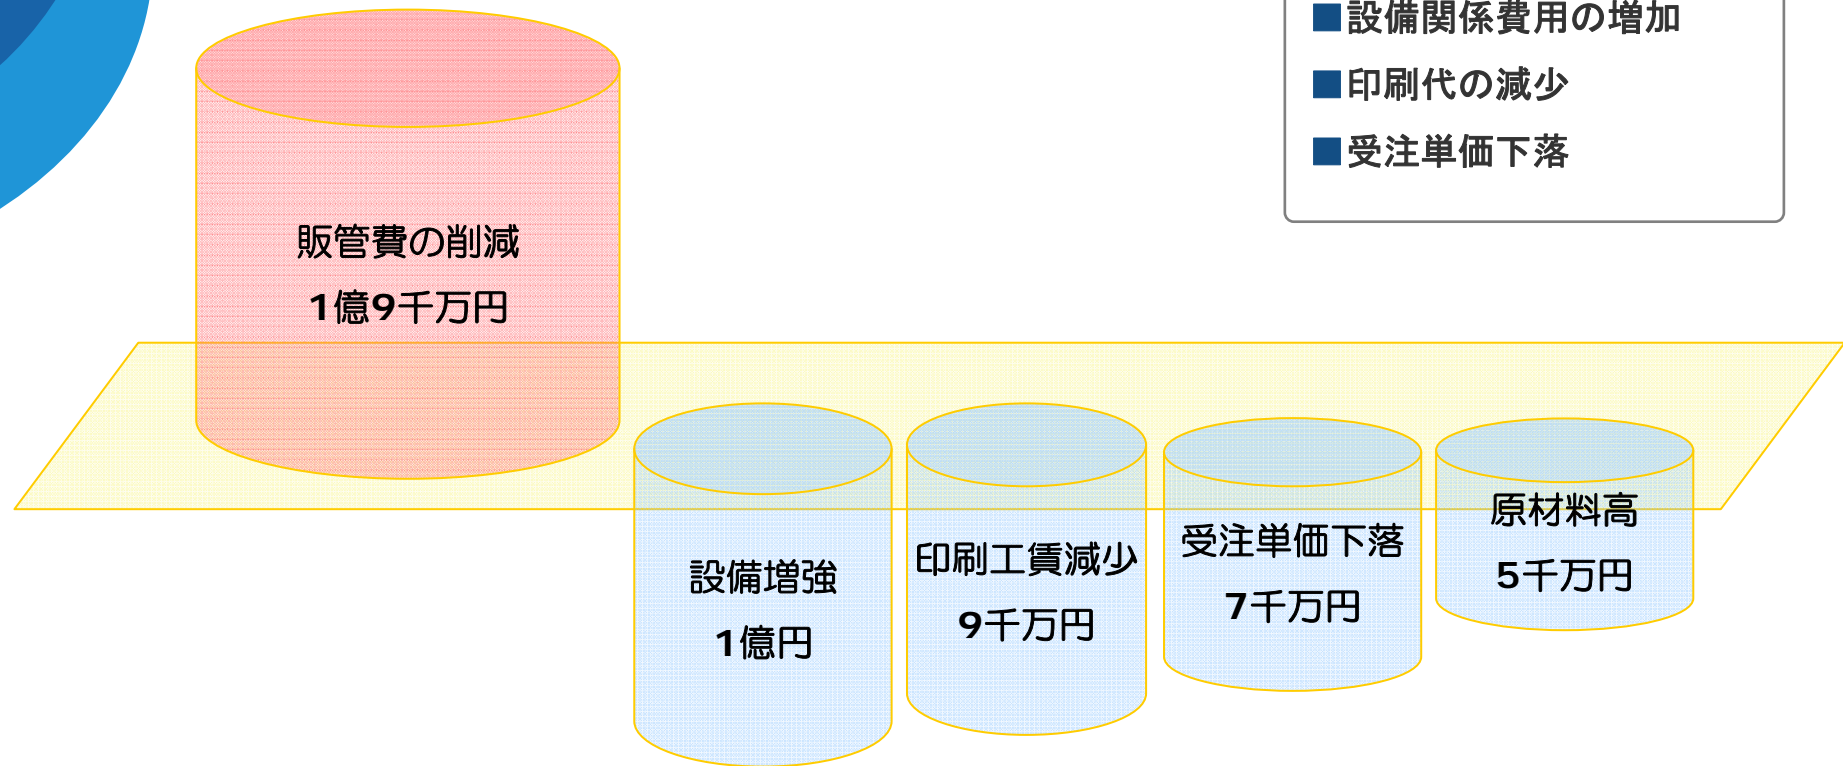 ■設備関係費用の増加
■印刷代の減少
■受注単価下落
販管費の削減
1億9千万円
設備増強
1億円
印刷工賃減少
9千万円
受注単価下落
7千万円
原材料高
5千万円